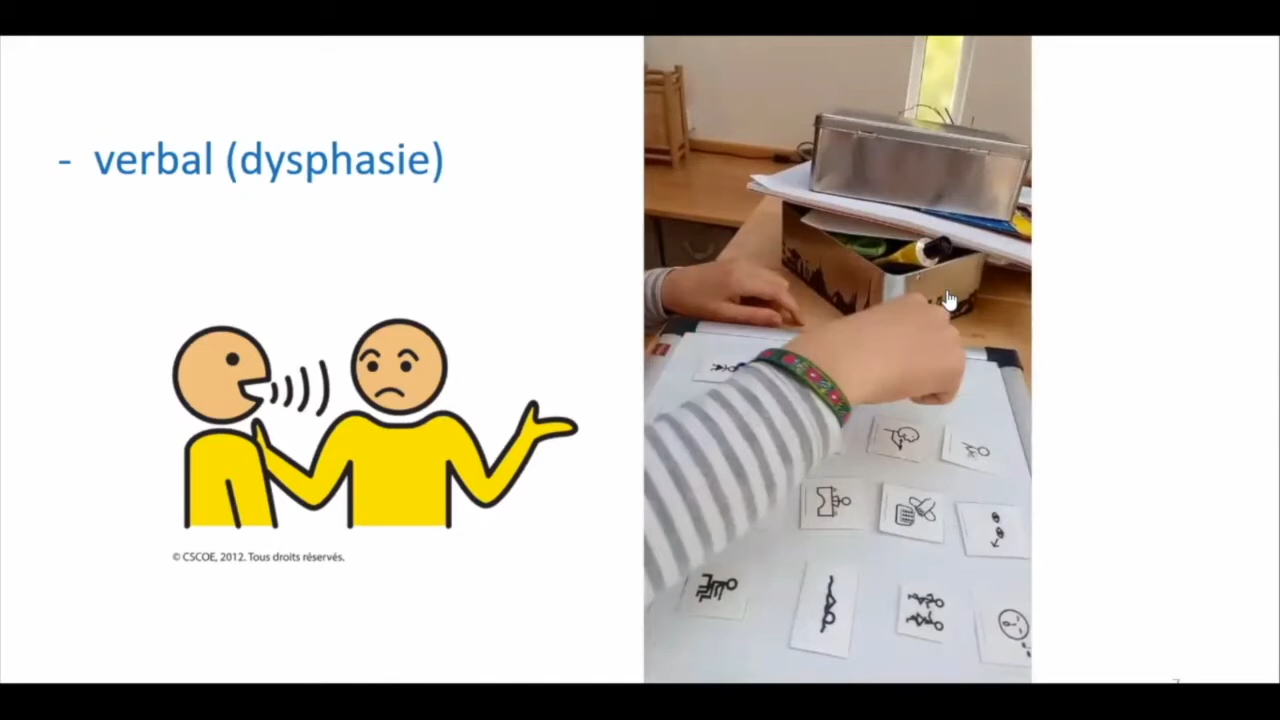 - verbal (dysphasie)
© CSCOE, 2012. Tous droits réservés.